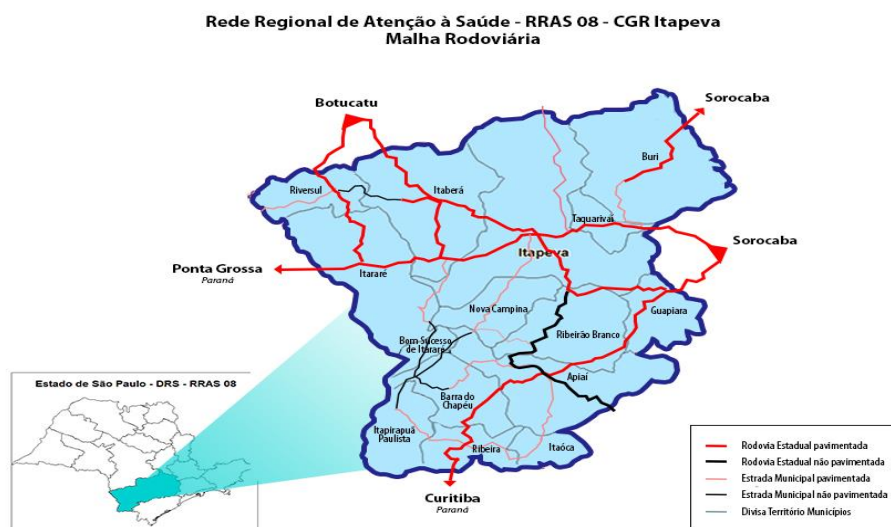 Rede Regional de Atenção à Saúde - RRAS 08 - CGR Itapeva
Malha Rodoviária
Botucatu
Sorocaba
Buri
Riversul
Itaberá
Taquarivaí
Itapeva
Sorocaba
Ponta Grossa
Paraná
Itararé
Nova Campina
Guapiara
Ribeirão Branco
Bom Sucesso
de Itararé
Apiaí
Barra do
Chapéu
Itapirapuã
Paulista
Ribeira
Itaóca
Curitiba
Paraná
Estado de São Paulo - DRS - RRAS 08
Rodovia Estadual pavimentada
Rodovia Estadual não pavimentada
Estrada Municipal pavimentada
Estrada Municipal não pavimentada
Divisa Território Municípios